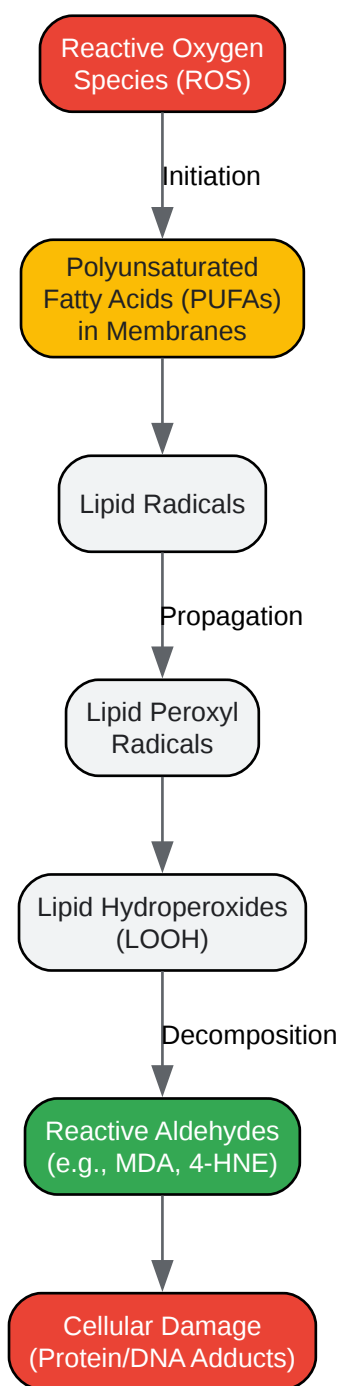 Reactive Oxygen
Species (ROS)
Initiation
Polyunsaturated
Fatty Acids (PUFAs)
in Membranes
Lipid Radicals
Propagation
Lipid Peroxyl
Radicals
Lipid Hydroperoxides
(LOOH)
Decomposition
Reactive Aldehydes
(e.g., MDA, 4-HNE)
Cellular Damage
(Protein/DNA Adducts)